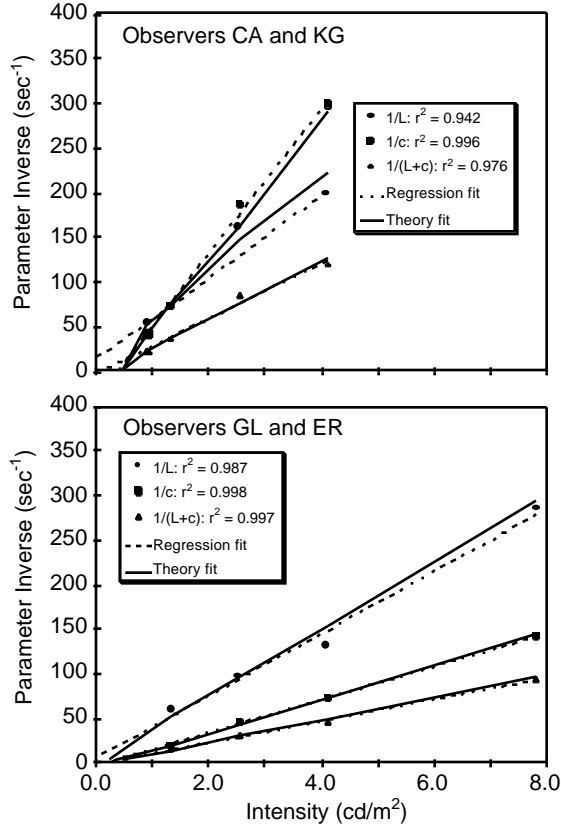 Observers CA and KG
Parameter Inverse (sec⁻¹)
400
350
300
250
200
150
100
50
0
1/L: r² = 0.942
1/c: r² = 0.996
1/(L+c): r² = 0.976
Regression fit
Theory fit
Observers GL and ER
Parameter Inverse (sec⁻¹)
400
350
300
250
200
150
100
50
0
1/L: r² = 0.987
1/c: r² = 0.998
1/(L+c): r² = 0.997
Regression fit
Theory fit
0.0 2.0 4.0 6.0 8.0
Intensity (cd/m²)